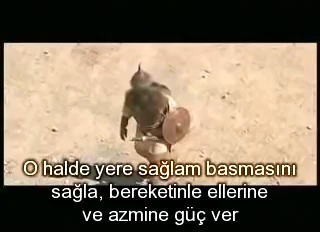 O halde yere sağlam basmasını
sağla, bereketinle ellerine
ve azmine güç ver